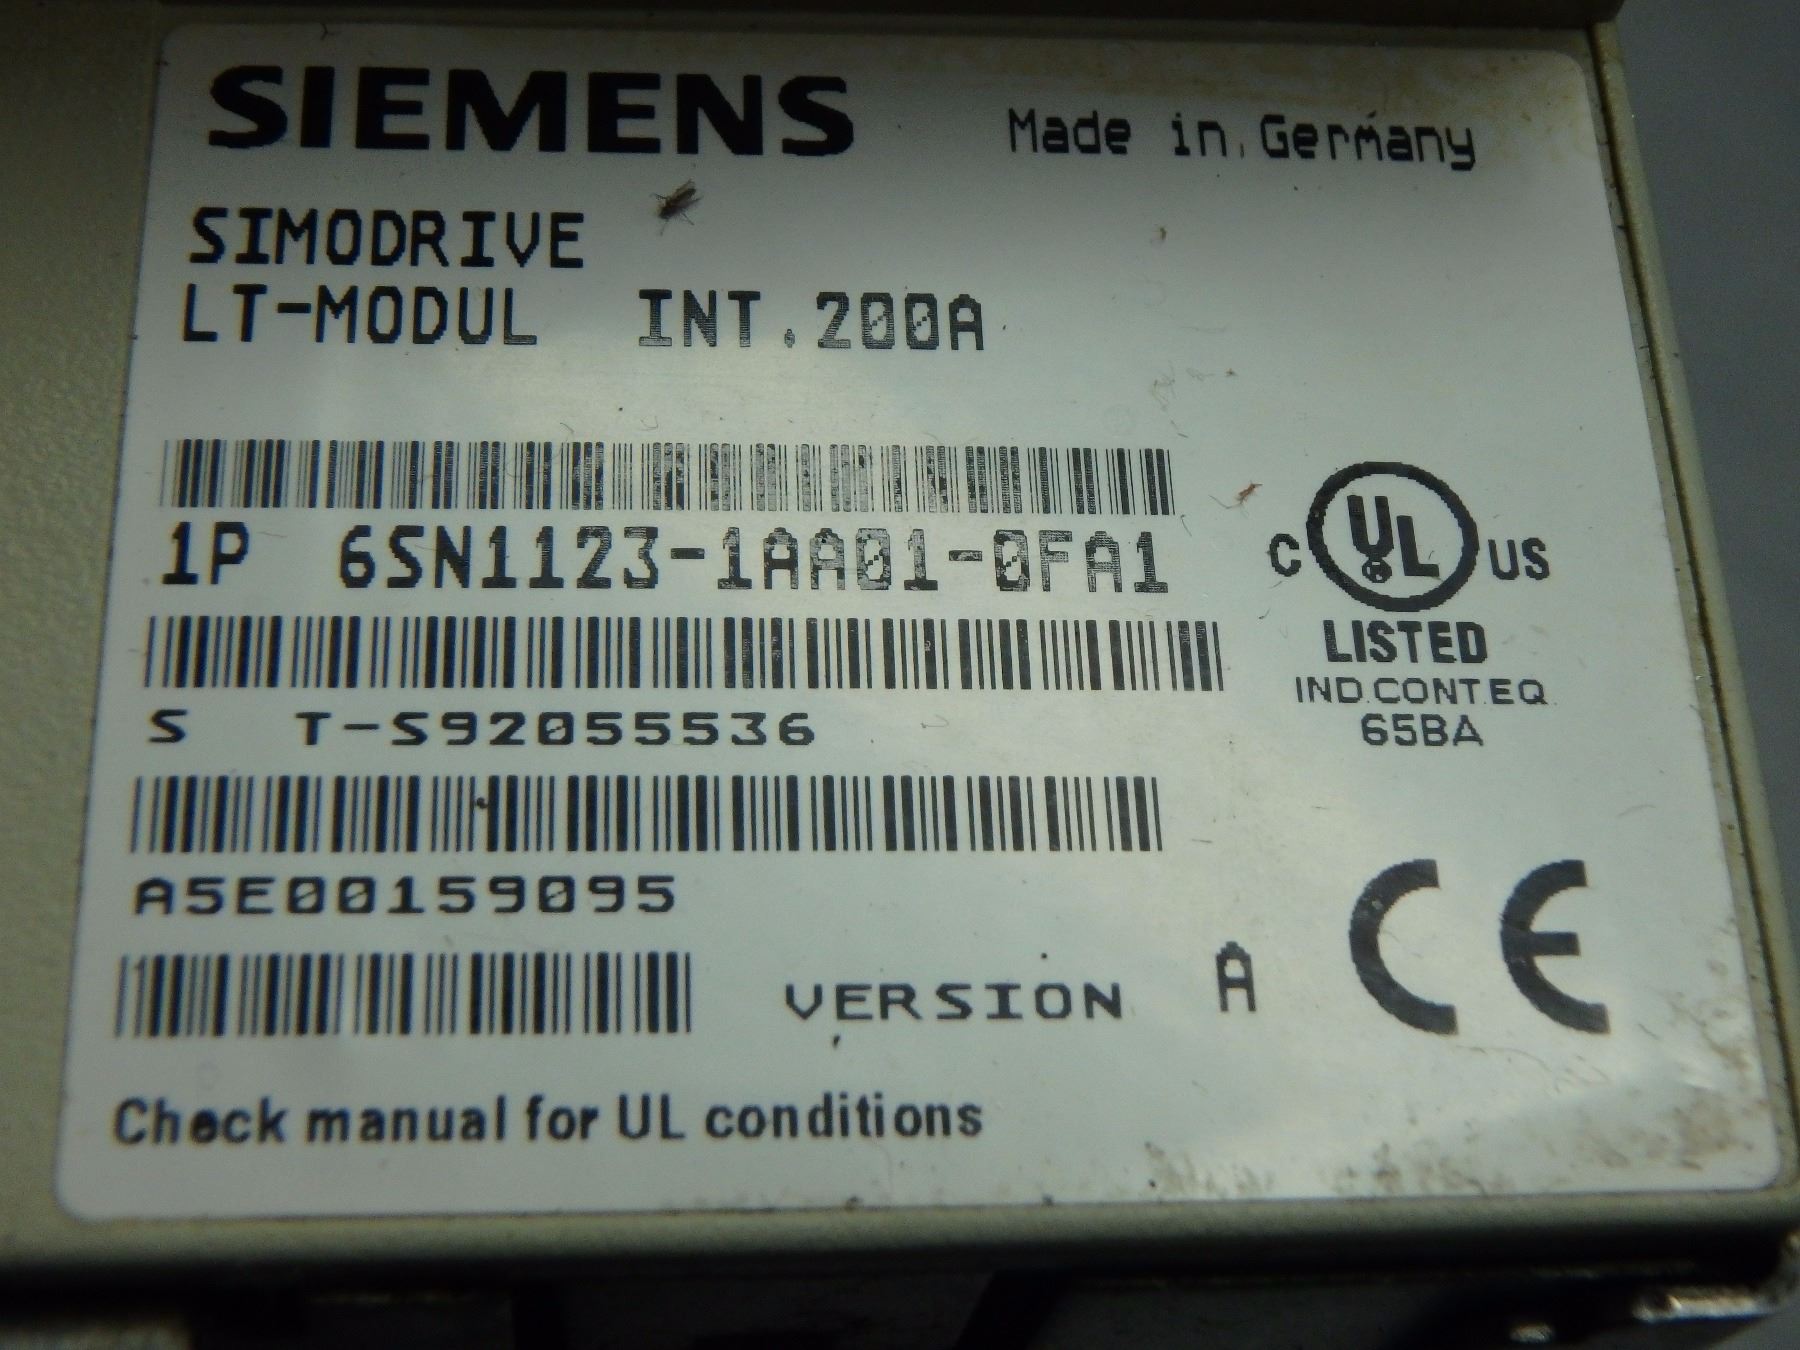 SIEMENS Made in Germany
SIMODRIVE
LT-MODUL INT.200A
1P 6SN1123-1AA01-0FA1
C UL US
LISTED
IND.CONT.EQ.
65BA
S T-S92055536
A5E00159095
VERSION A
CE
Check manual for UL conditions